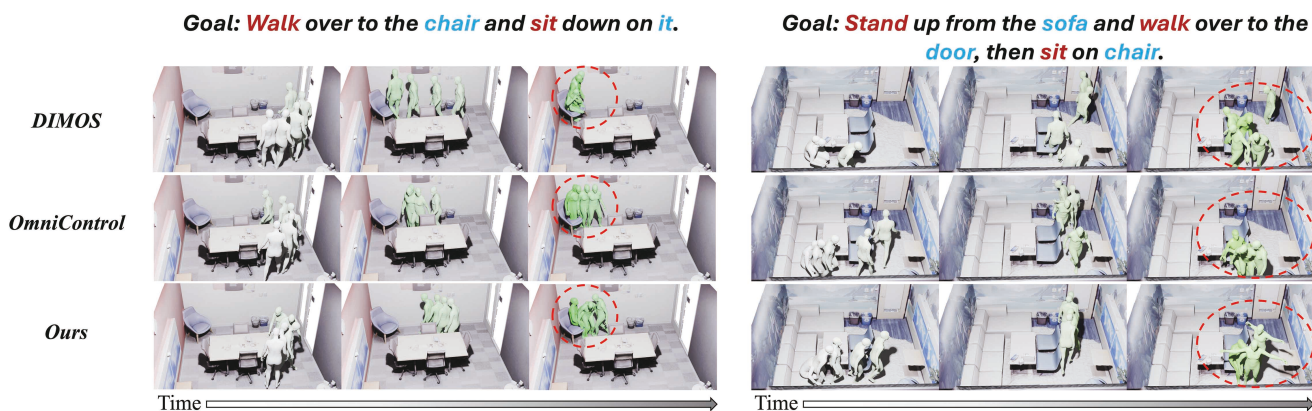 Goal: Walk over to the chair and sit down on it.
Goal: Stand up from the sofa and walk over to the
door, then sit on chair.
DIMOS
OmniControl
Ours
Time
Time